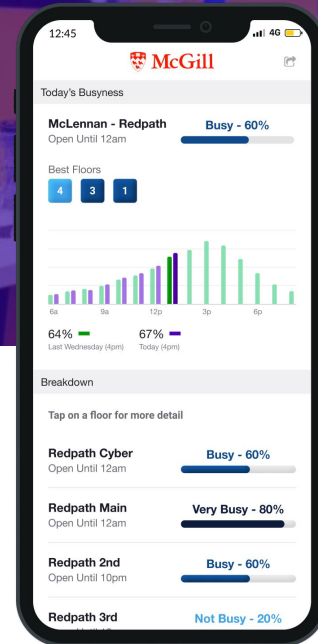 12:45
4G
McGill
Today's Busyness
McLennan - Redpath
Busy - 60%
Open Until 12am
Best Floors
4 3 1
6a 9a 12p 3p 6p
64% 67%
Last Wednesday (4pm) Today (4pm)
Breakdown
Tap on a floor for more detail
Redpath Cyber
Busy - 60%
Open Until 12am
Redpath Main
Very Busy - 80%
Open Until 12am
Redpath 2nd
Busy - 60%
Open Until 10pm
Redpath 3rd
Not Busy - 20%